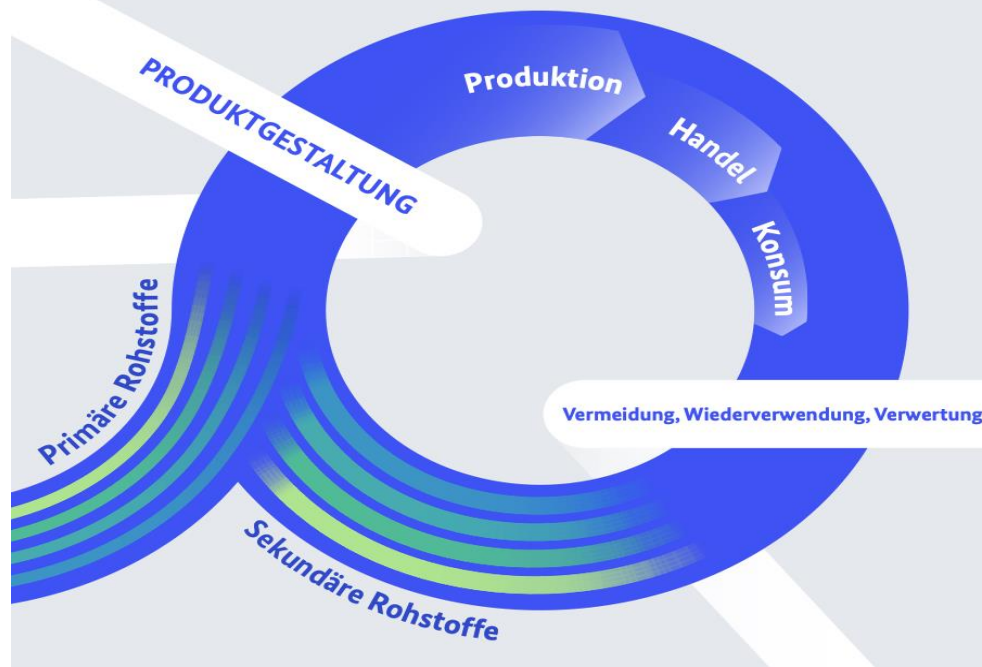 PRODUKTGESTALTUNG
Produktion
Handel
Konsum
Primäre Rohstoffe
Vermeidung, Wiederverwendung, Verwertung
Sekundäre Rohstoffe